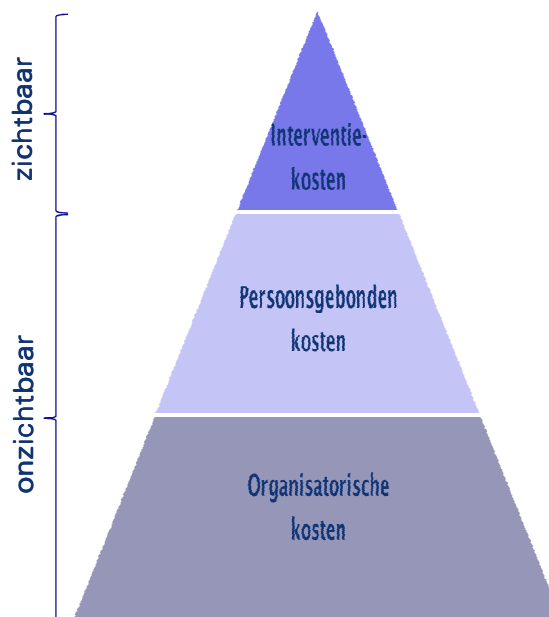 zichtbaar
Interventie-
kosten
onzichtbaar
Persoonsgebonden
kosten
Organisatorische
kosten